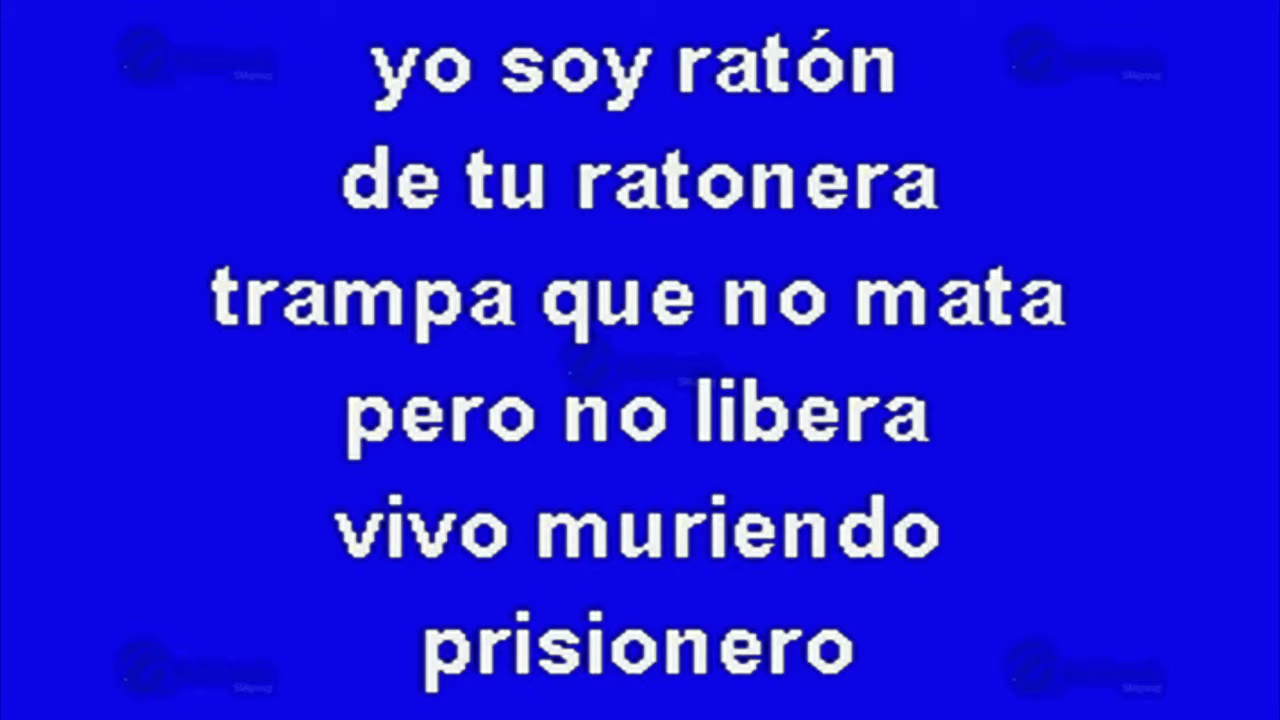 yo soy ratón
de tu ratonera
trampa que no mata
pero no libera
vivo muriendo
prisionero